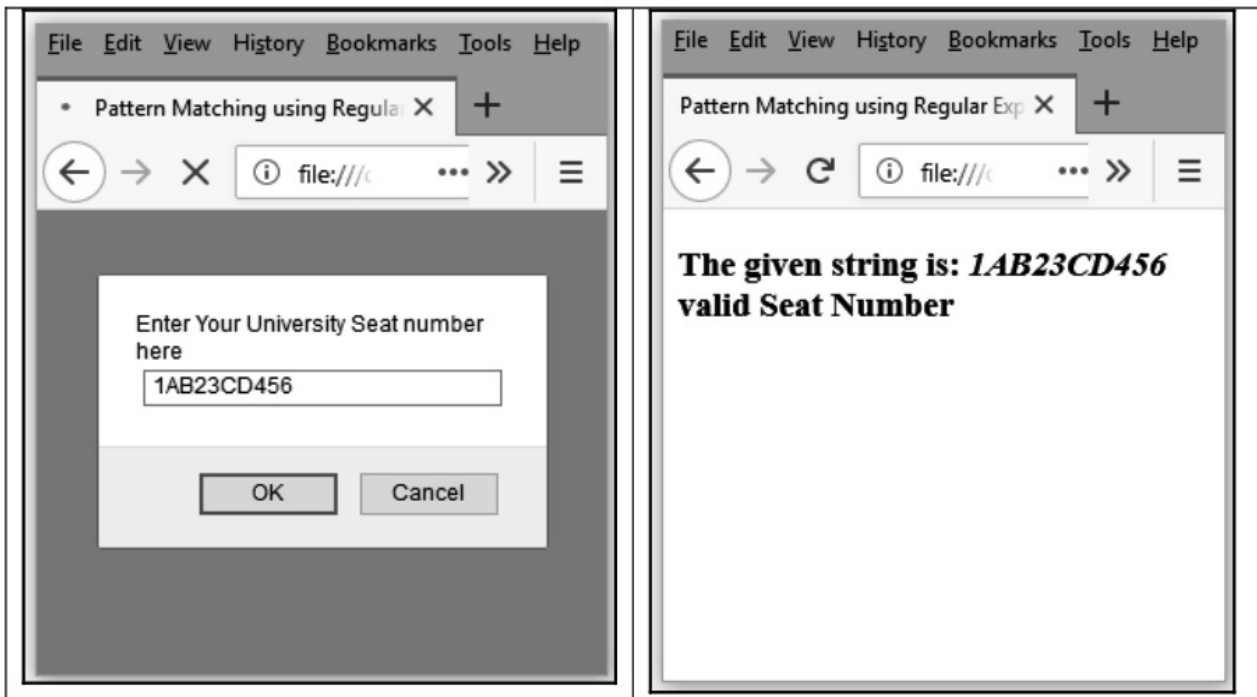 File Edit View History Bookmarks Tools Help
Pattern Matching using Regular
file:///
Enter Your University Seat number
here
1AB23CD456
OK Cancel
File Edit View History Bookmarks Tools Help
Pattern Matching using Regular Exp
file:///
The given string is: 1AB23CD456
valid Seat Number